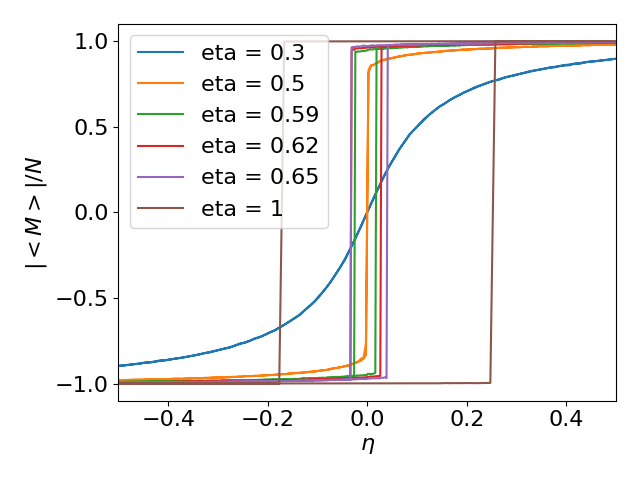 1.0
0.5
0.0
−0.5
−1.0
|<M>|/N
eta = 0.3
eta = 0.5
eta = 0.59
eta = 0.62
eta = 0.65
eta = 1
−0.4 −0.2 0.0 0.2 0.4
η